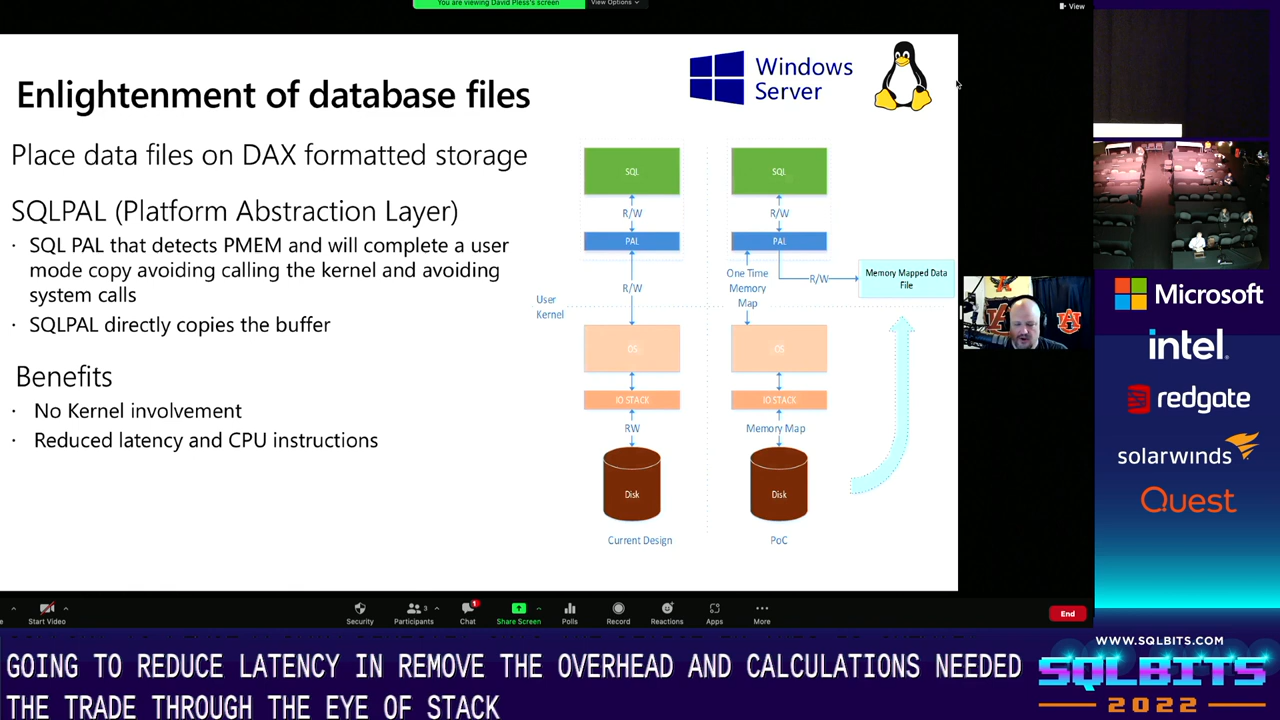 You are viewing David Pless's screen
View Options
View
Enlightenment of database files
Windows
Server
Place data files on DAX formatted storage
SQLPAL (Platform Abstraction Layer)
· SQL PAL that detects PMEM and will complete a user
mode copy avoiding calling the kernel and avoiding
system calls
· SQLPAL directly copies the buffer
Benefits
· No Kernel involvement
· Reduced latency and CPU instructions
SQL
SQL
R/W
R/W
PAL
PAL
R/W
One Time
Memory
Map
R/W
Memory Mapped Data
File
User
Kernel
OS
OS
IO STACK
IO STACK
RW
Memory Map
Disk
Disk
Current Design
PoC
Microsoft
intel.
redgate
solarwinds
Quest
Start Video
Security
3
Participants
1
Chat
Share Screen
Polls
Record
Reactions
Apps
More
End
GOING TO REDUCE LATENCY IN REMOVE THE OVERHEAD AND CALCULATIONS NEEDED
THE TRADE THROUGH THE EYE OF STACK
WWW.SQLBITS.COM
SQLBITS
2022